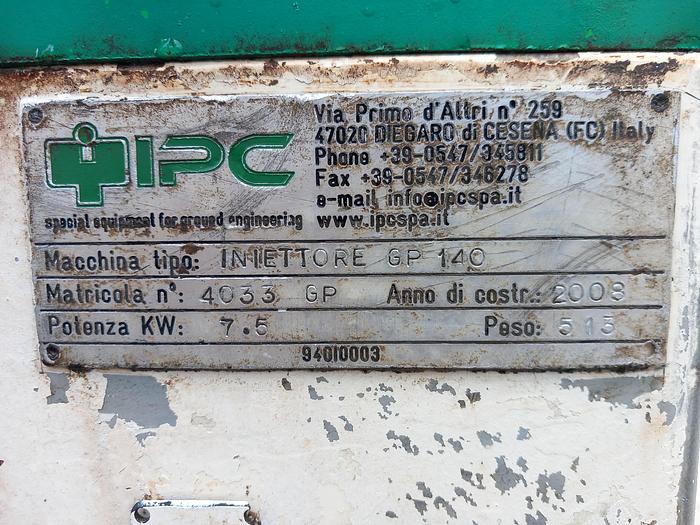 IPC
special equipment for ground engineering
Via Primo d'Altri, n° 259
47020 DIEGARO di CESENA (FC) Italy
Phone +39-0547/345811
Fax +39-0547/346278
e-mail info@ipcspa.it
www.ipcspa.it
Macchina tipo: INIETTORE GP 140
Matricola n°: 4033 GP Anno di costr.: 2008
Potenza KW: 7.5 Peso: 515
94010003